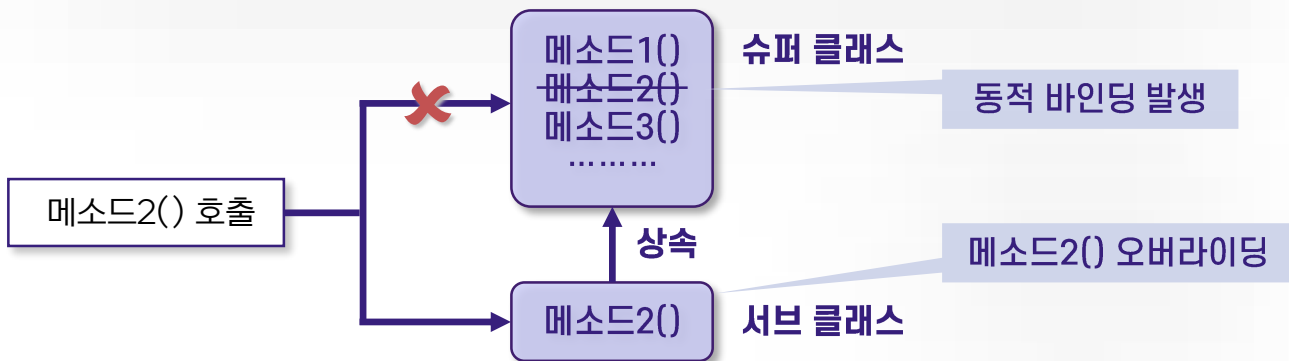 메소드1()
슈퍼 클래스
메소드2()
동적 바인딩 발생
메소드3()
………
메소드2() 호출
상속
메소드2() 오버라이딩
메소드2()
서브 클래스